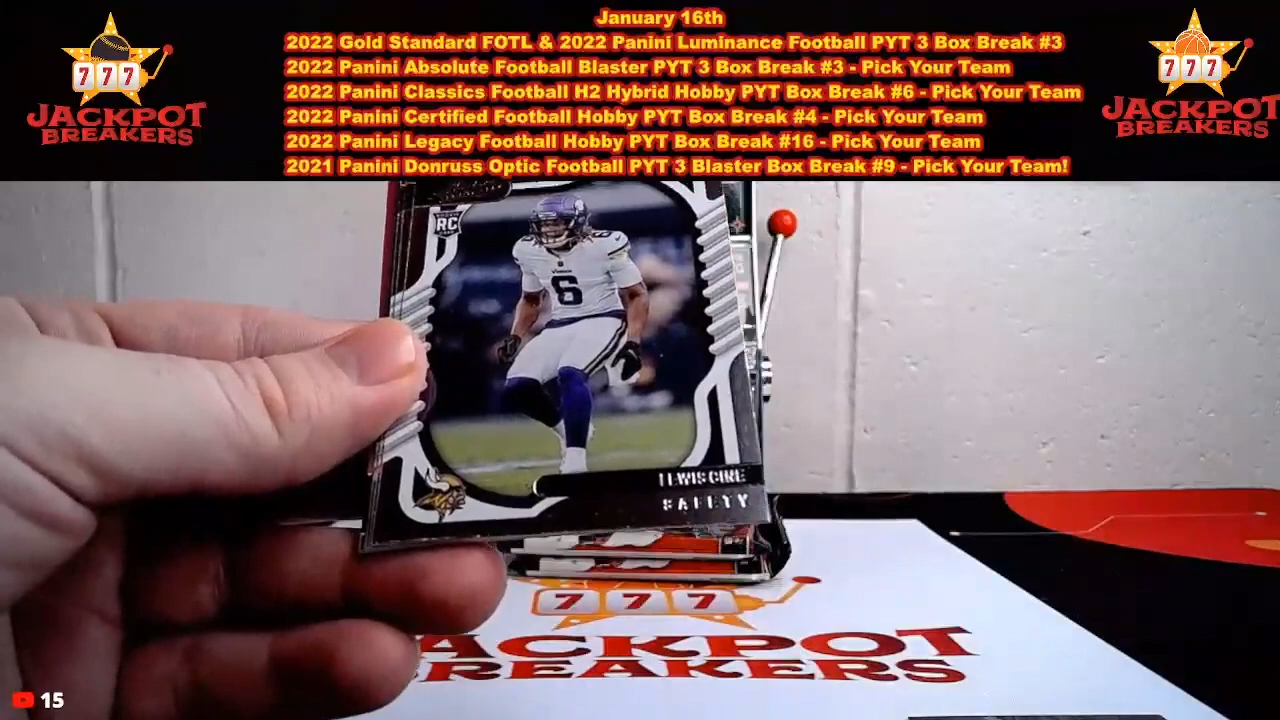 January 16th
2022 Gold Standard FOTL & 2022 Panini Luminance Football PYT 3 Box Break #3
2022 Panini Absolute Football Blaster PYT 3 Box Break #3 - Pick Your Team
2022 Panini Classics Football H2 Hybrid Hobby PYT Box Break #6 - Pick Your Team
2022 Panini Certified Football Hobby PYT Box Break #4 - Pick Your Team
2022 Panini Legacy Football Hobby PYT Box Break #16 - Pick Your Team
2021 Panini Donruss Optic Football PYT 3 Blaster Box Break #9 - Pick Your Team!
777
JACKPOT
BREAKERS
777
JACKPOT
BREAKERS
RC
6
LEWIS CINE
SAFETY
777
JACKPOT
BREAKERS
15